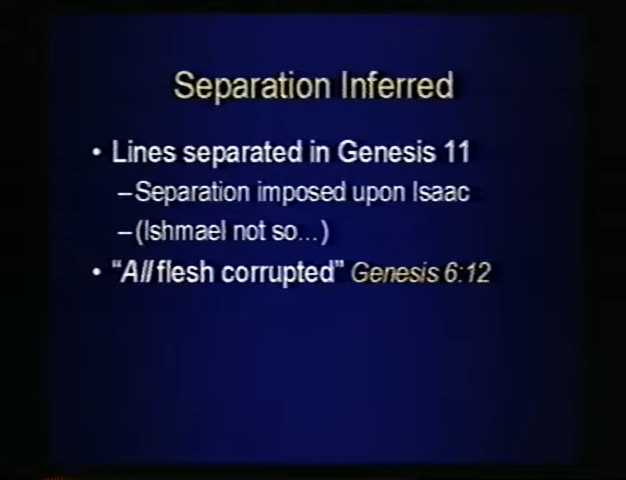 Separation Inferred
• Lines separated in Genesis 11
–Separation imposed upon Isaac
–(Ishmael not so...)
• “All flesh corrupted” Genesis 6:12